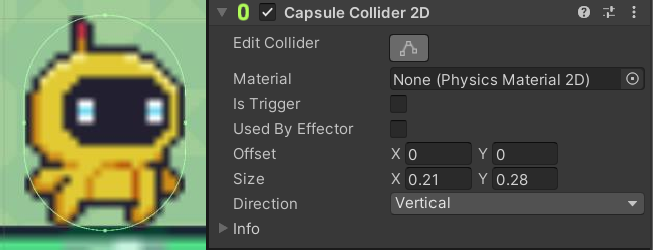 Capsule Collider 2D
Edit Collider
Material None (Physics Material 2D)
Is Trigger
Used By Effector
Offset X 0 Y 0
Size X 0.21 Y 0.28
Direction Vertical
Info